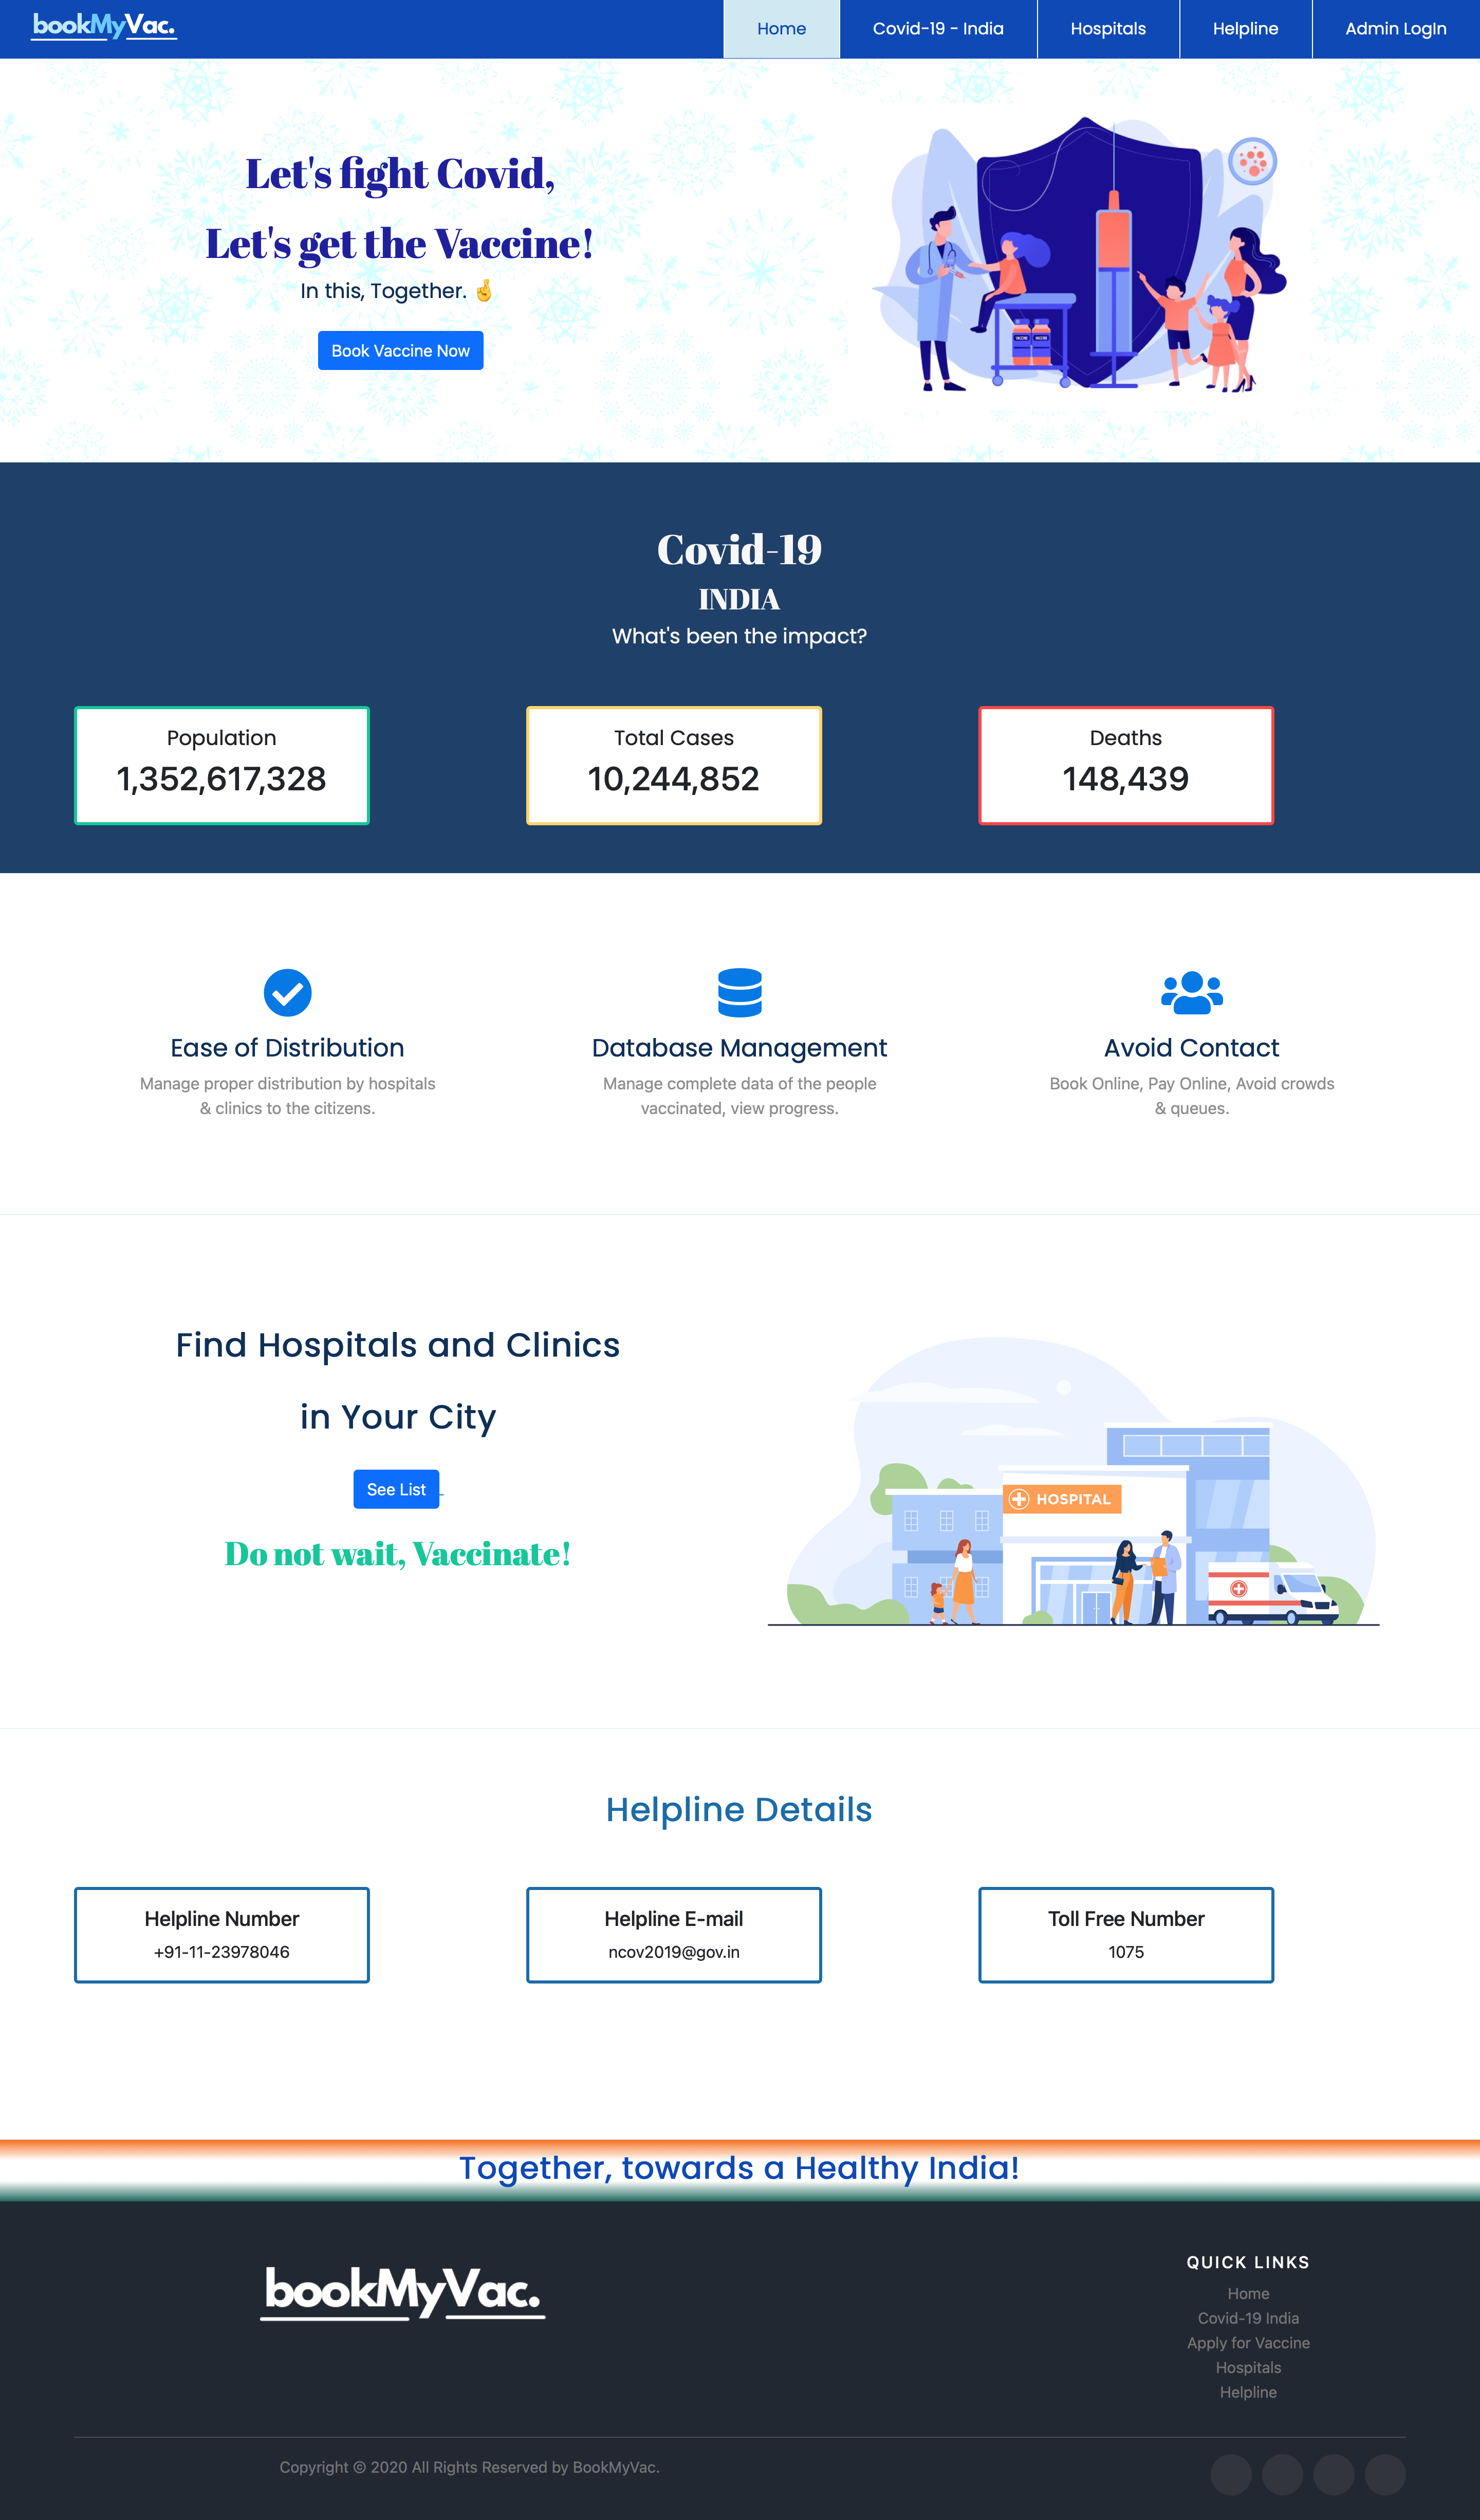 bookMyVac.
Home
Covid-19 - India
Hospitals
Helpline
Admin LogIn
Let's fight Covid,
Let's get the Vaccine!
In this, Together. 🤞
Book Vaccine Now
VACCINE VACCINE
Covid-19
INDIA
What's been the impact?
Population
1,352,617,328
Total Cases
10,244,852
Deaths
148,439
Ease of Distribution
Manage proper distribution by hospitals
& clinics to the citizens.
Database Management
Manage complete data of the people
vaccinated, view progress.
Avoid Contact
Book Online, Pay Online, Avoid crowds
& queues.
Find Hospitals and Clinics
in Your City
See List
Do not wait, Vaccinate!
HOSPITAL
Helpline Details
Helpline Number
+91-11-23978046
Helpline E-mail
ncov2019@gov.in
Toll Free Number
1075
Together, towards a Healthy India!
bookMyVac.
QUICK LINKS
Home
Covid-19 India
Apply for Vaccine
Hospitals
Helpline
Copyright © 2020 All Rights Reserved by BookMyVac.